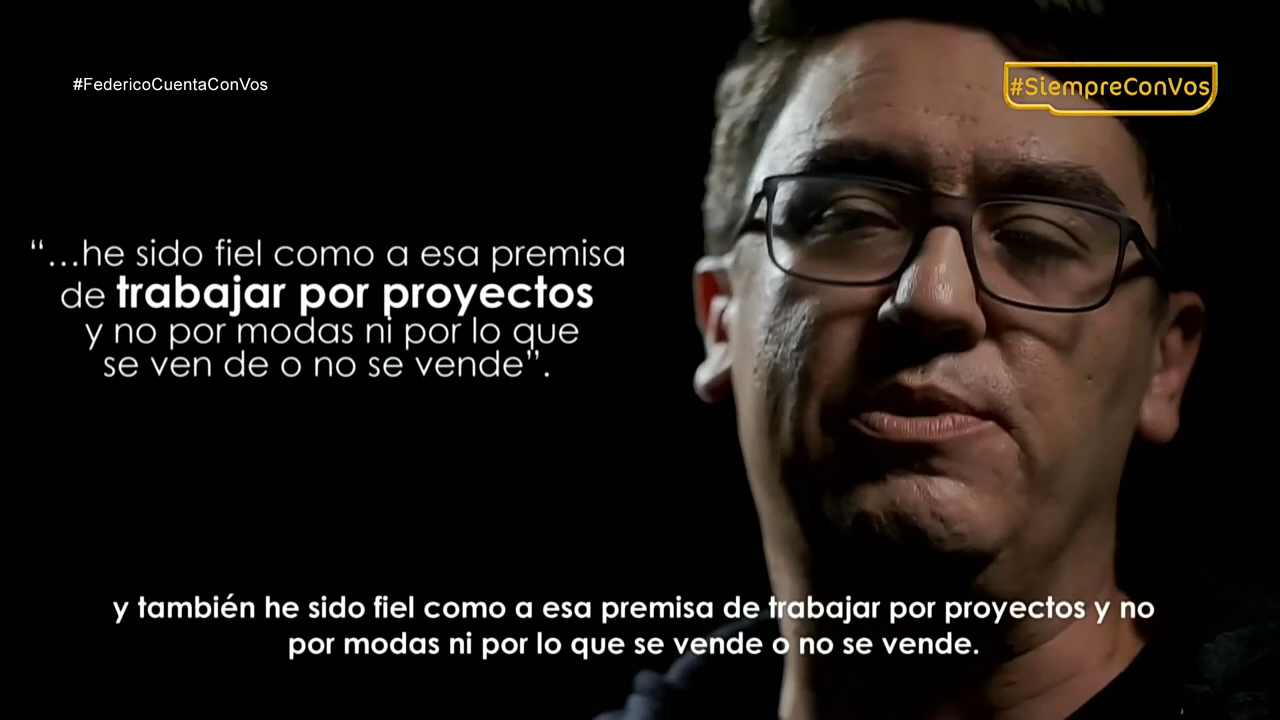 #FedericoCuentaConVos
#SiempreConVos
“...he sido fiel como a esa premisa
de trabajar por proyectos
y no por modas ni por lo que
se ven de o no se vende”.
y también he sido fiel como a esa premisa de trabajar por proyectos y no
por modas ni por lo que se vende o no se vende.